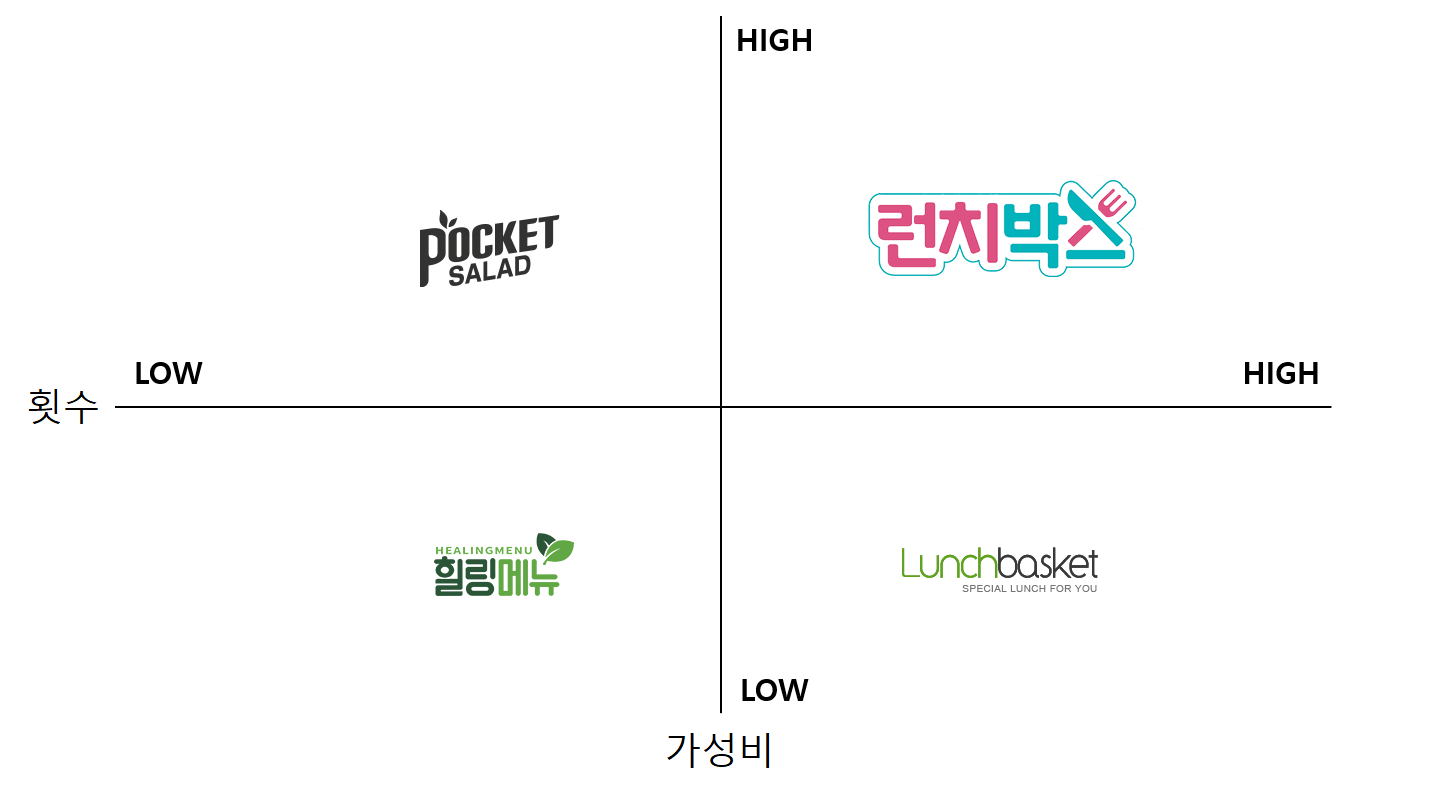 HIGH
POCKET
SALAD
런치박스
LOW
HIGH
횟수
HEALINGMENU
힐링메뉴
Lunchbasket
SPECIAL LUNCH FOR YOU
LOW
가성비